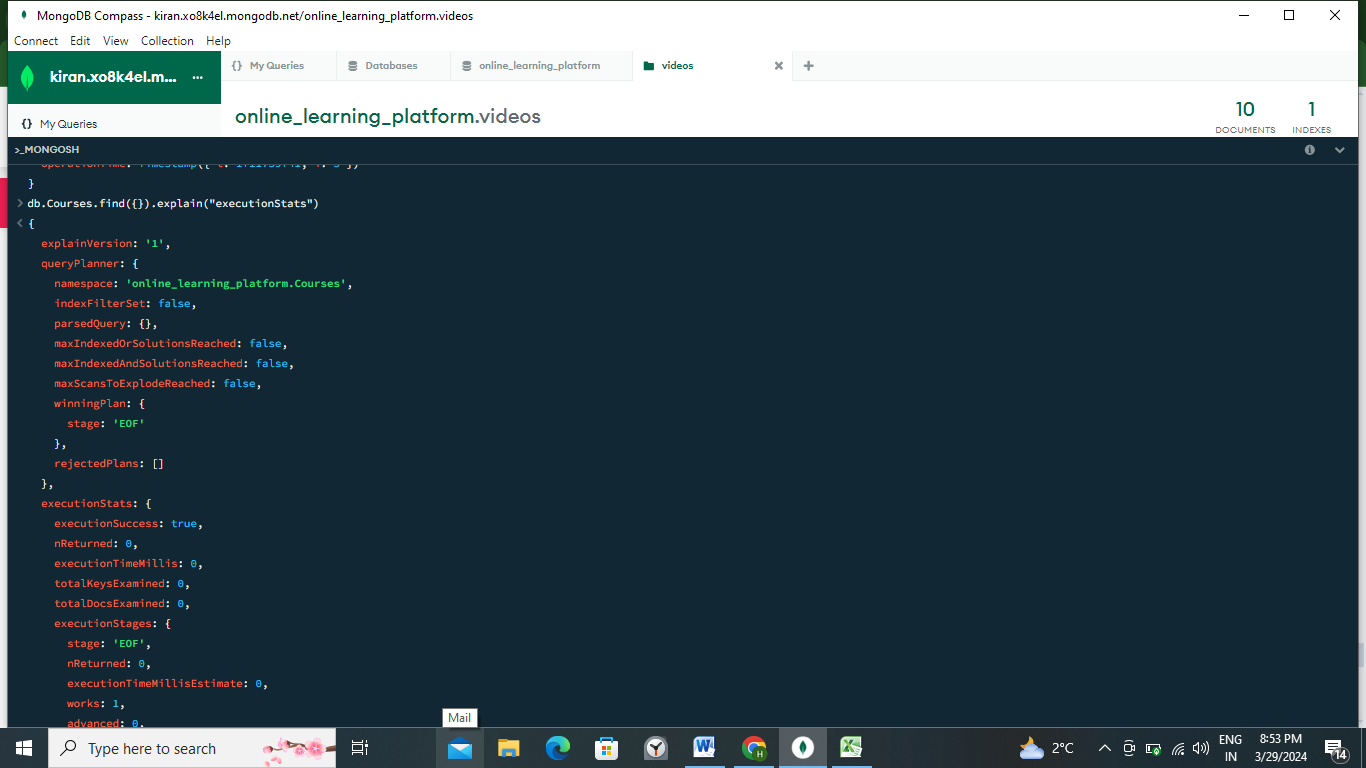 MongoDB Compass - kiran.xo8k4el.mongodb.net/online_learning_platform.videos
Connect Edit View Collection Help
kiran.xo8k4el.m... ...
{} My Queries
Databases
online_learning_platform
videos
{} My Queries
online_learning_platform.videos
10
DOCUMENTS
1
INDEXES
>_MONGOSH
}
> db.Courses.find({}).explain("executionStats")
< {
explainVersion: '1',
queryPlanner: {
namespace: 'online_learning_platform.Courses',
indexFilterSet: false,
parsedQuery: {},
maxIndexedOrSolutionsReached: false,
maxIndexedAndSolutionsReached: false,
maxScansToExplodeReached: false,
winningPlan: {
stage: 'EOF'
},
rejectedPlans: []
},
executionStats: {
executionSuccess: true,
nReturned: 0,
executionTimeMillis: 0,
totalKeysExamined: 0,
totalDocsExamined: 0,
executionStages: {
stage: 'EOF',
nReturned: 0,
executionTimeMillisEstimate: 0,
works: 1,
advanced: 0,
Mail
Type here to search
2°C
ENG
IN
8:53 PM
3/29/2024
14